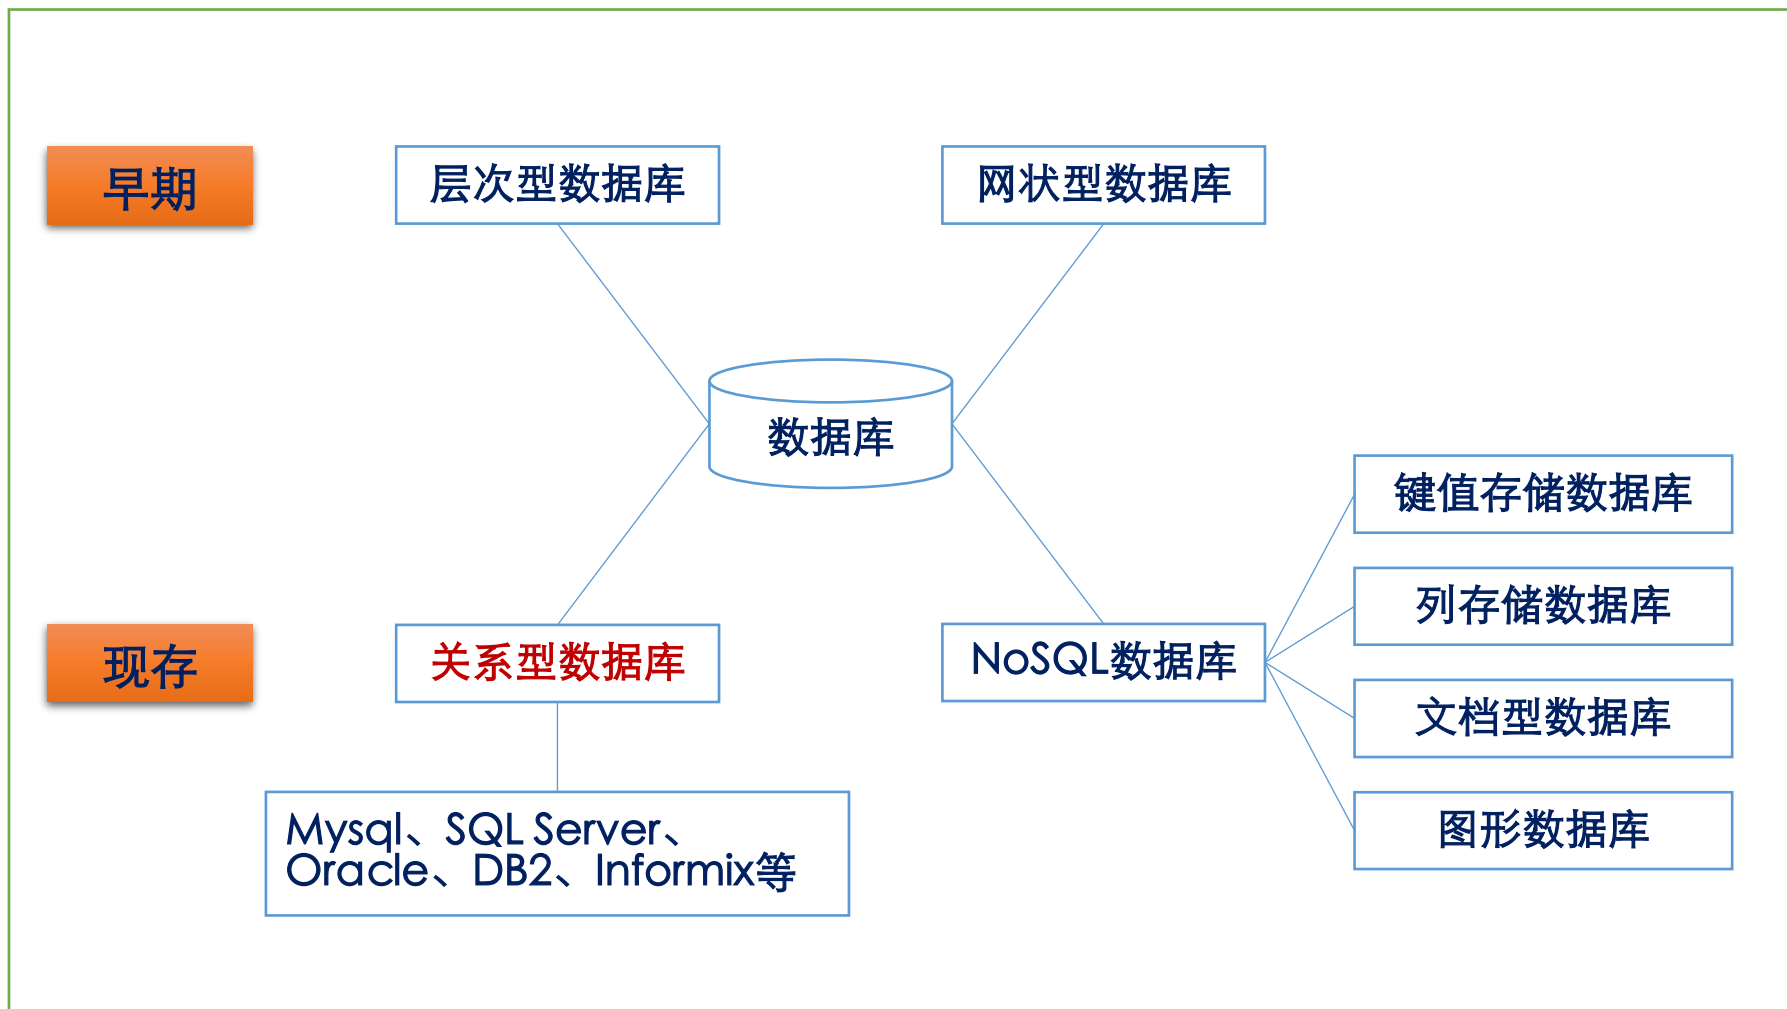 早期
层次型数据库
网状型数据库
数据库
键值存储数据库
列存储数据库
现存
关系型数据库
NoSQL数据库
文档型数据库
图形数据库
Mysql、SQL Server、
Oracle、DB2、Informix等